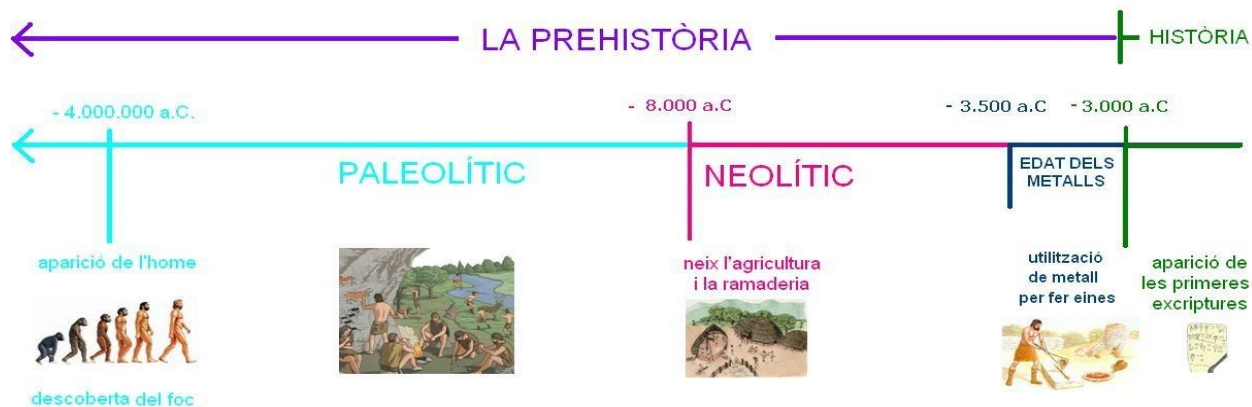 LA PREHISTÒRIA
HISTÒRIA
- 4.000.000 a.C.
- 8.000 a.C
- 3.500 a.C
- 3.000 a.C
PALEOLÍTIC
NEOLÍTIC
EDAT DELS
METALLS
aparició de l'home
neix l'agricultura
i la ramaderia
utilització
de metall
per fer eines
aparició de
les primeres
excriptures
descoberta del foc